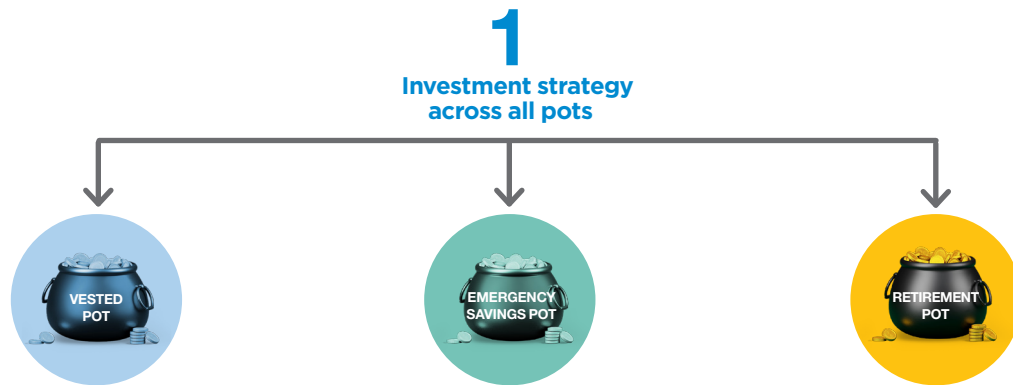 1
Investment strategy
across all pots
VESTED
POT
EMERGENCY
SAVINGS POT
RETIREMENT
POT